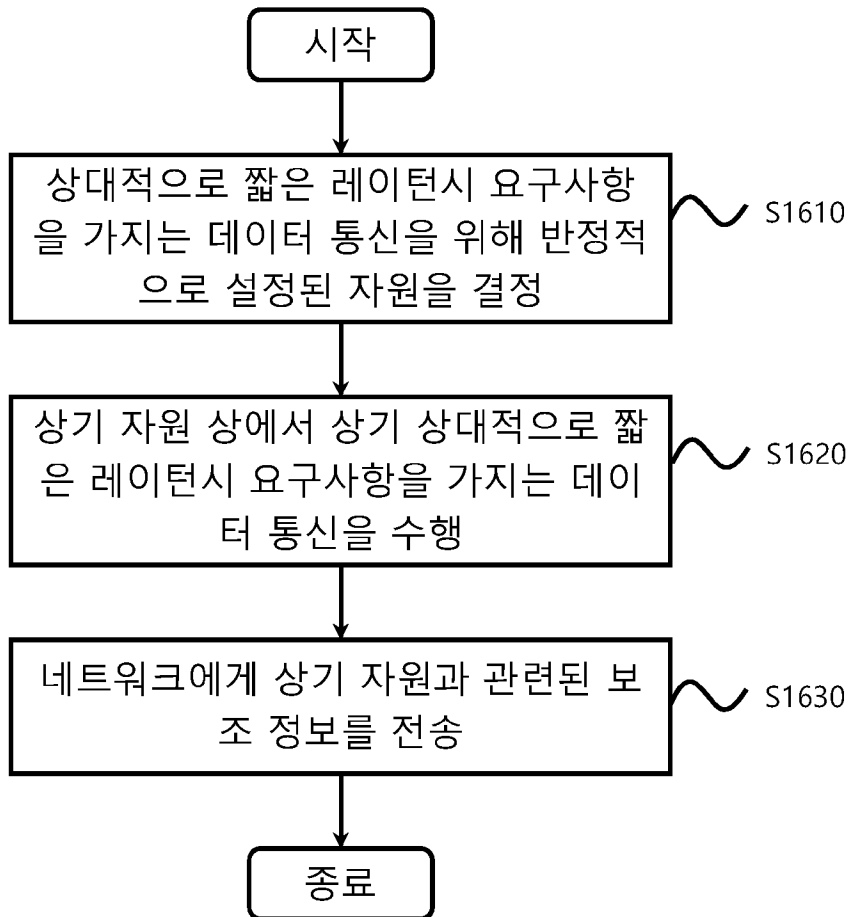 시작
상대적으로 짧은 레이턴시 요구사항
을 가지는 데이터 통신을 위해 반정적
으로 설정된 자원을 결정
S1610
상기 자원 상에서 상기 상대적으로 짧
은 레이턴시 요구사항을 가지는 데이
터 통신을 수행
S1620
네트워크에게 상기 자원과 관련된 보
조 정보를 전송
S1630
종료